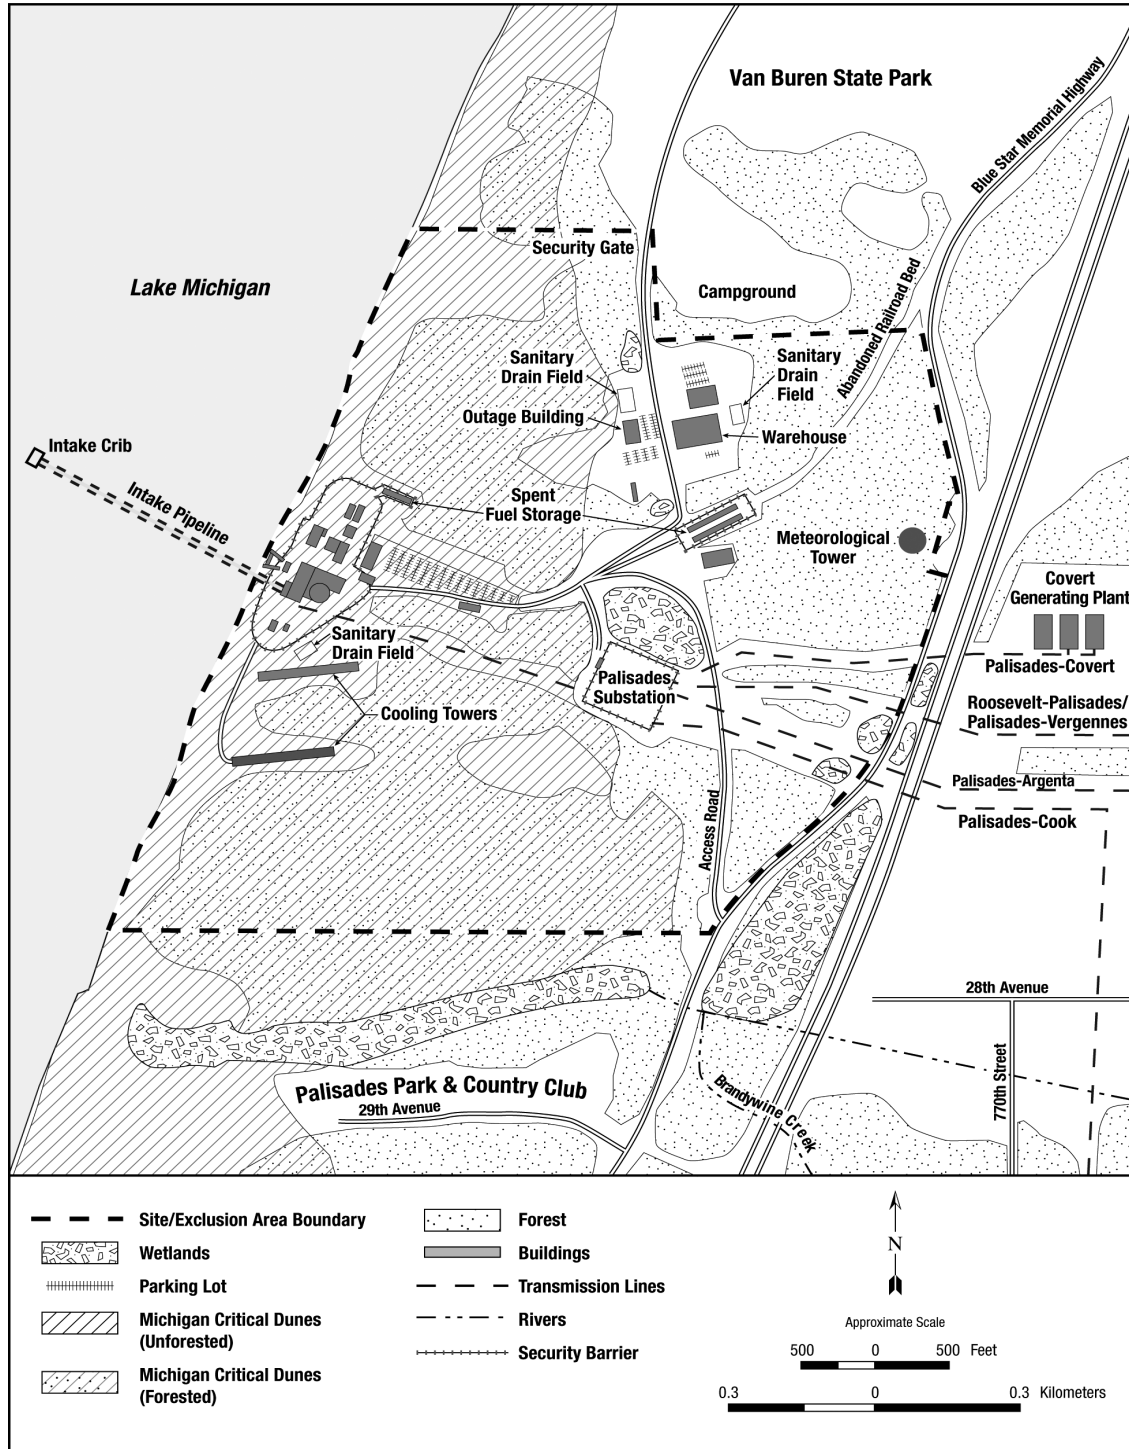 Van Buren State Park
Blue Star Memorial Highway
Security Gate
Lake Michigan
Campground
Abandoned Railroad Bed
Sanitary
Drain Field
Sanitary
Drain
Field
Outage Building
Warehouse
Intake Crib
Intake Pipeline
Spent
Fuel Storage
Meteorological
Tower
Covert
Generating Plant
Sanitary
Drain Field
Palisades-Covert
Palisades
Substation
Roosevelt-Palisades/
Palisades-Vergennes
Cooling Towers
Palisades-Argenta
Palisades-Cook
Access Road
28th Avenue
770th Street
Palisades Park & Country Club
29th Avenue
Brandywine Creek
Site/Exclusion Area Boundary
Wetlands
Parking Lot
Michigan Critical Dunes
(Unforested)
Michigan Critical Dunes
(Forested)
Forest
Buildings
Transmission Lines
Rivers
Security Barrier
N
Approximate Scale
500 0 500 Feet
0.3 0 0.3 Kilometers